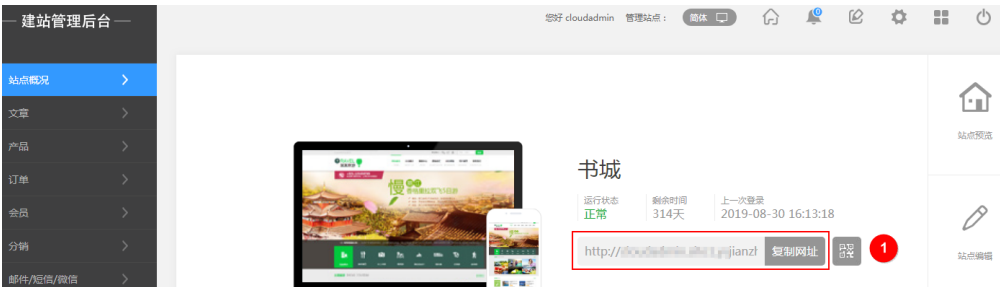 建站管理后台
您好 cloudadmin 管理站点： 简体
站点概况
文章
产品
订单
会员
分销
邮件/短信/微信
书城
运行状态 剩余时间 上一次登录
正常 314天 2019-08-30 16:13:18
http:// jianzl 复制网址
1
站点预览
站点编辑
慢